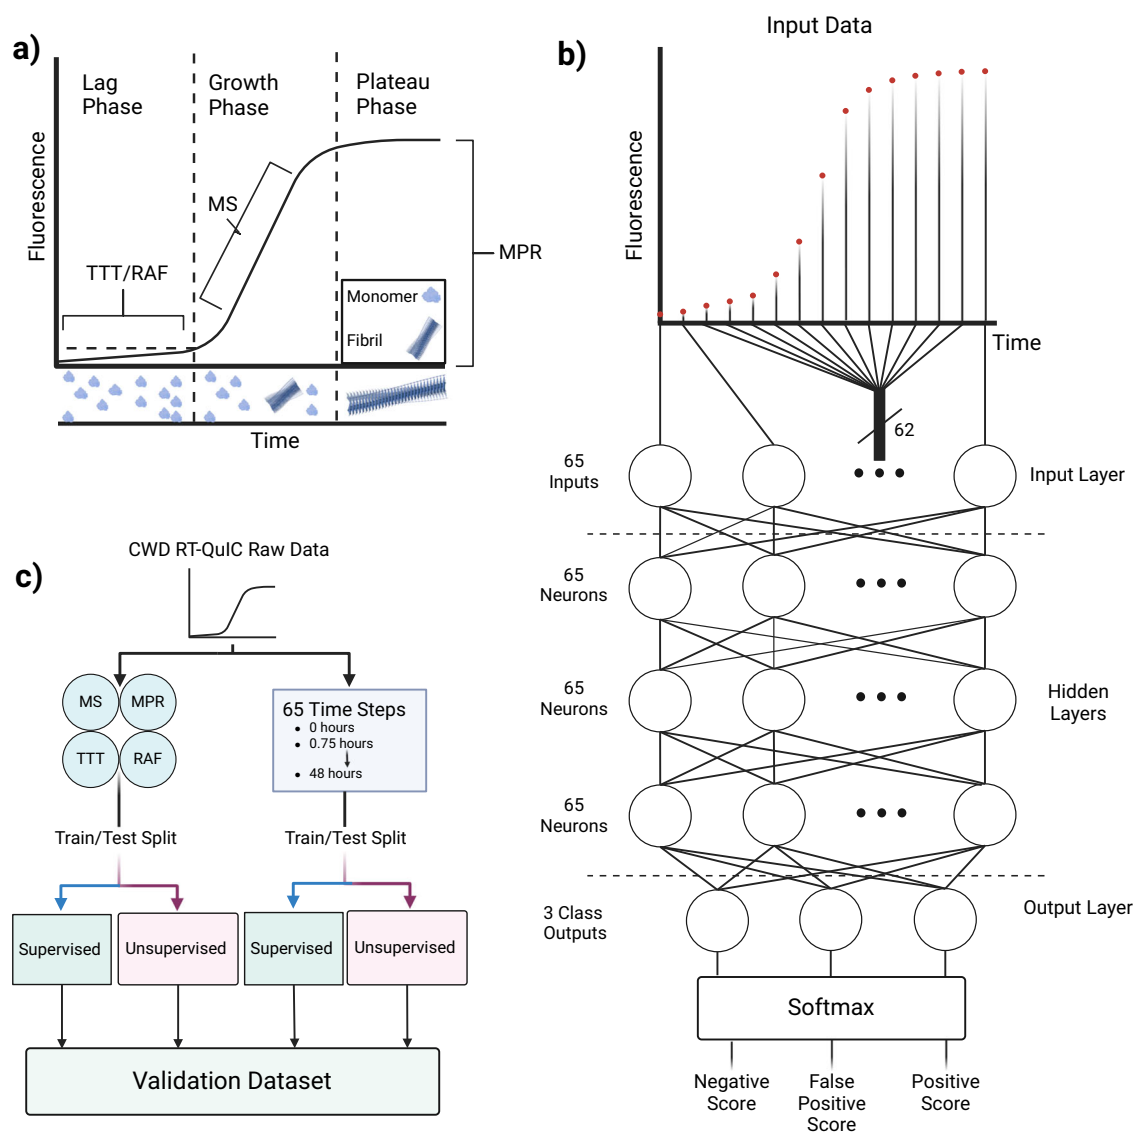 a)
Lag
Phase
Growth
Phase
Plateau
Phase
Fluorescence
MS
TTT/RAF
MPR
Monomer
Fibril
Time
b)
Input Data
Fluorescence
Time
62
65
Inputs
Input Layer
65
Neurons
65
Neurons
Hidden
Layers
65
Neurons
3 Class
Outputs
Output Layer
Softmax
Negative
Score
False
Positive
Score
Positive
Score
c)
CWD RT-QuIC Raw Data
MS
MPR
TTT
RAF
65 Time Steps
• 0 hours
• 0.75 hours
• 48 hours
Train/Test Split
Train/Test Split
Supervised
Unsupervised
Supervised
Unsupervised
Validation Dataset